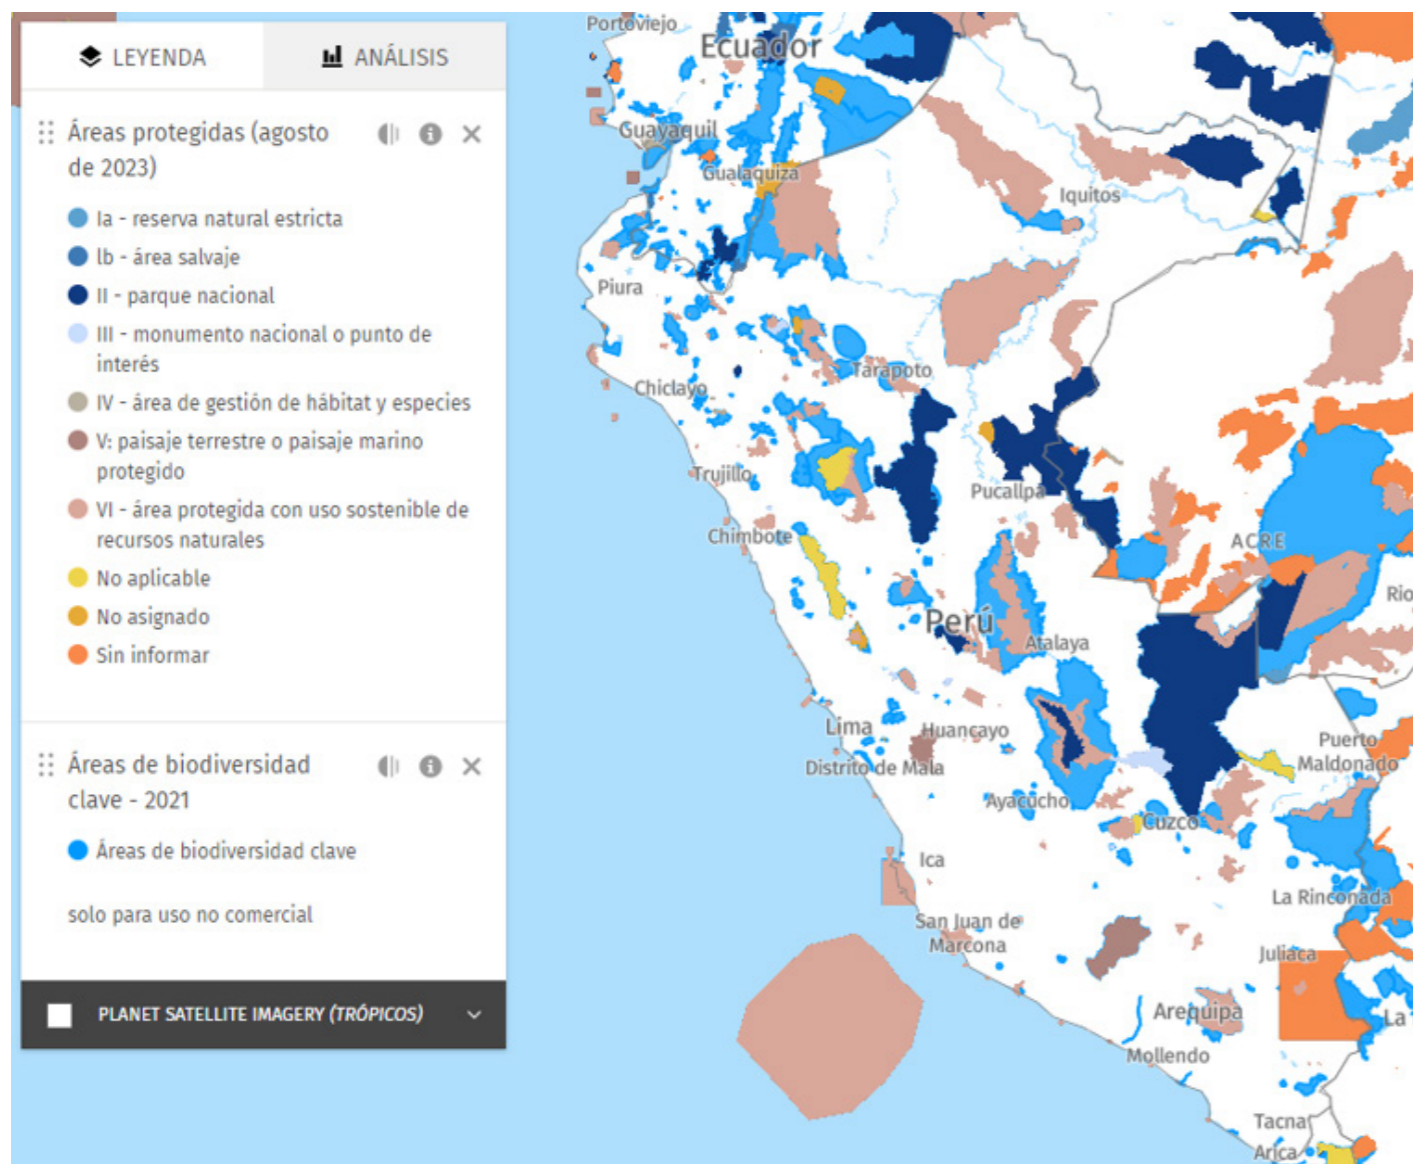 LEYENDA
ANÁLISIS
Áreas protegidas (agosto
de 2023)
Ia - reserva natural estricta
lb - área salvaje
II - parque nacional
III - monumento nacional o punto de
interés
IV - área de gestión de hábitat y especies
V: paisaje terrestre o paisaje marino
protegido
VI - área protegida con uso sostenible de
recursos naturales
No aplicable
No asignado
Sin informar
Áreas de biodiversidad
clave - 2021
Áreas de biodiversidad clave
solo para uso no comercial
PLANET SATELLITE IMAGERY (TRÓPICOS)
Portoviejo
Ecuador
Guayaquil
Gualaquiza
Iquitos
Piura
Tarapoto
Chiclayo
Trujillo
Pucallpa
Chimbote
ACRE
Rio
Perú
Atalaya
Lima
Huancayo
Puerto
Maldonado
Distrito de Mala
Ayacucho
Cuzco
Ica
La Rinconada
San Juan de
Marcona
Juliaca
Arequipa
La
Mollendo
Tacna
Arica